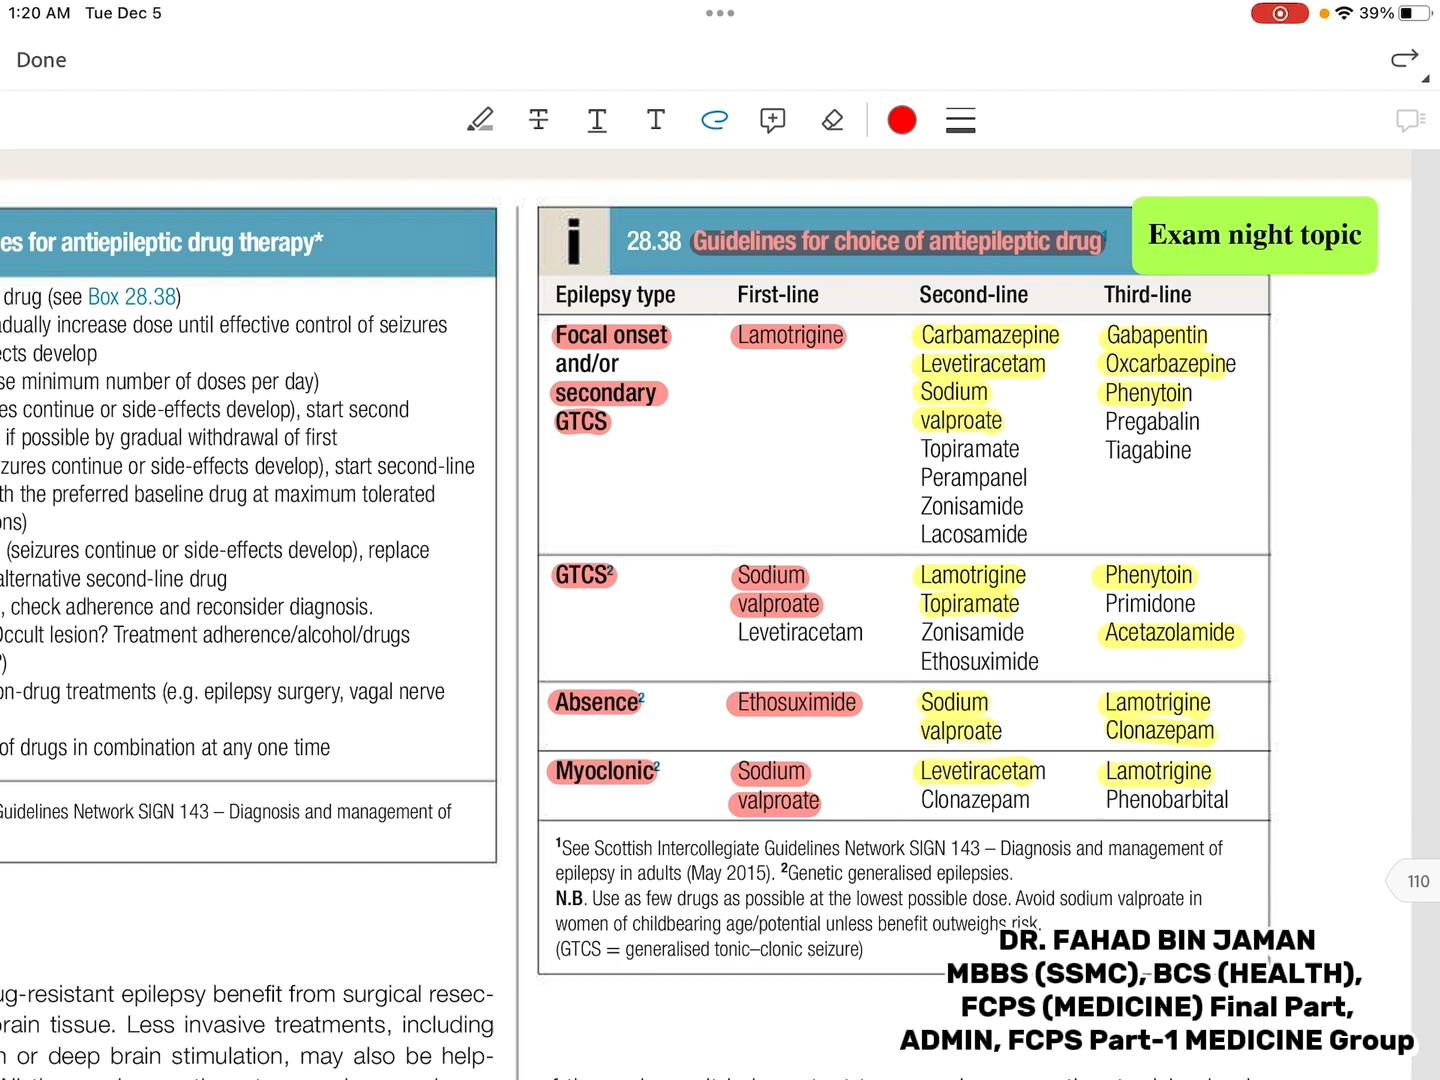 1:20 AM Tue Dec 5
39%
Done
es for antiepileptic drug therapy*
drug (see Box 28.38)
adually increase dose until effective control of seizures
ects develop
se minimum number of doses per day)
es continue or side-effects develop), start second
if possible by gradual withdrawal of first
izures continue or side-effects develop), start second-line
th the preferred baseline drug at maximum tolerated
ons)
(seizures continue or side-effects develop), replace
alternative second-line drug
, check adherence and reconsider diagnosis.
Occult lesion? Treatment adherence/alcohol/drugs
?)
on-drug treatments (e.g. epilepsy surgery, vagal nerve
of drugs in combination at any one time
Guidelines Network SIGN 143 – Diagnosis and management of
ug-resistant epilepsy benefit from surgical resec-
brain tissue. Less invasive treatments, including
n or deep brain stimulation, may also be help-
i 28.38 Guidelines for choice of antiepileptic drug¹
Exam night topic
Epilepsy type First-line Second-line Third-line
Focal onset Lamotrigine Carbamazepine Gabapentin
and/or Levetiracetam Oxcarbazepine
secondary Sodium Phenytoin
GTCS valproate Pregabalin
Topiramate Tiagabine
Perampanel
Zonisamide
Lacosamide
GTCS² Sodium Lamotrigine Phenytoin
valproate Topiramate Primidone
Levetiracetam Zonisamide Acetazolamide
Ethosuximide
Absence² Ethosuximide Sodium Lamotrigine
valproate Clonazepam
Myoclonic² Sodium Levetiracetam Lamotrigine
valproate Clonazepam Phenobarbital
¹See Scottish Intercollegiate Guidelines Network SIGN 143 – Diagnosis and management of
epilepsy in adults (May 2015). ²Genetic generalised epilepsies.
N.B. Use as few drugs as possible at the lowest possible dose. Avoid sodium valproate in
women of childbearing age/potential unless benefit outweighs risk.
(GTCS = generalised tonic–clonic seizure)
110
DR. FAHAD BIN JAMAN
MBBS (SSMC), BCS (HEALTH),
FCPS (MEDICINE) Final Part,
ADMIN, FCPS Part-1 MEDICINE Group